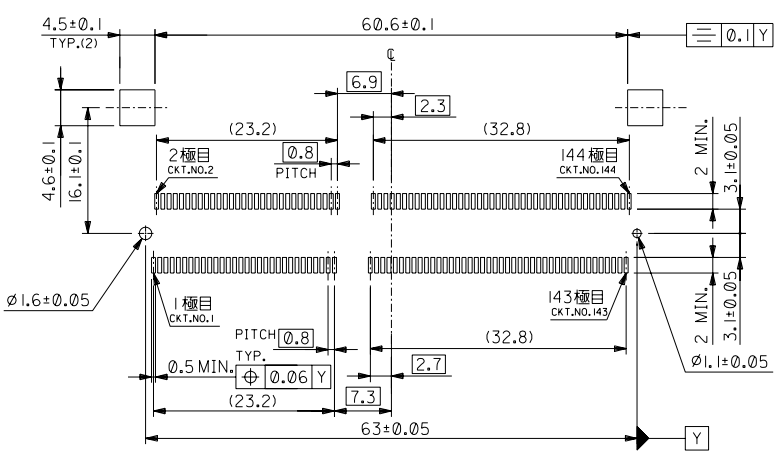 4.5±0.1
TYP.(2)
60.6±0.1
⌯ 0.1 Y
℄
6.9
2.3
(23.2)
(32.8)
4.6±0.1
16.1±0.1
2極目
CKT.NO.2
0.8
PITCH
144極目
CKT.NO.144
2 MIN.
3.1±0.05
Ø1.6±0.05
1極目
CKT.NO.1
143極目
CKT.NO.143
PITCH 0.8
TYP.
(32.8)
2 MIN.
3.1±0.05
0.5 MIN.
⌖ 0.06 Y
2.7
Ø1.1±0.05
(23.2)
7.3
63±0.05
Y